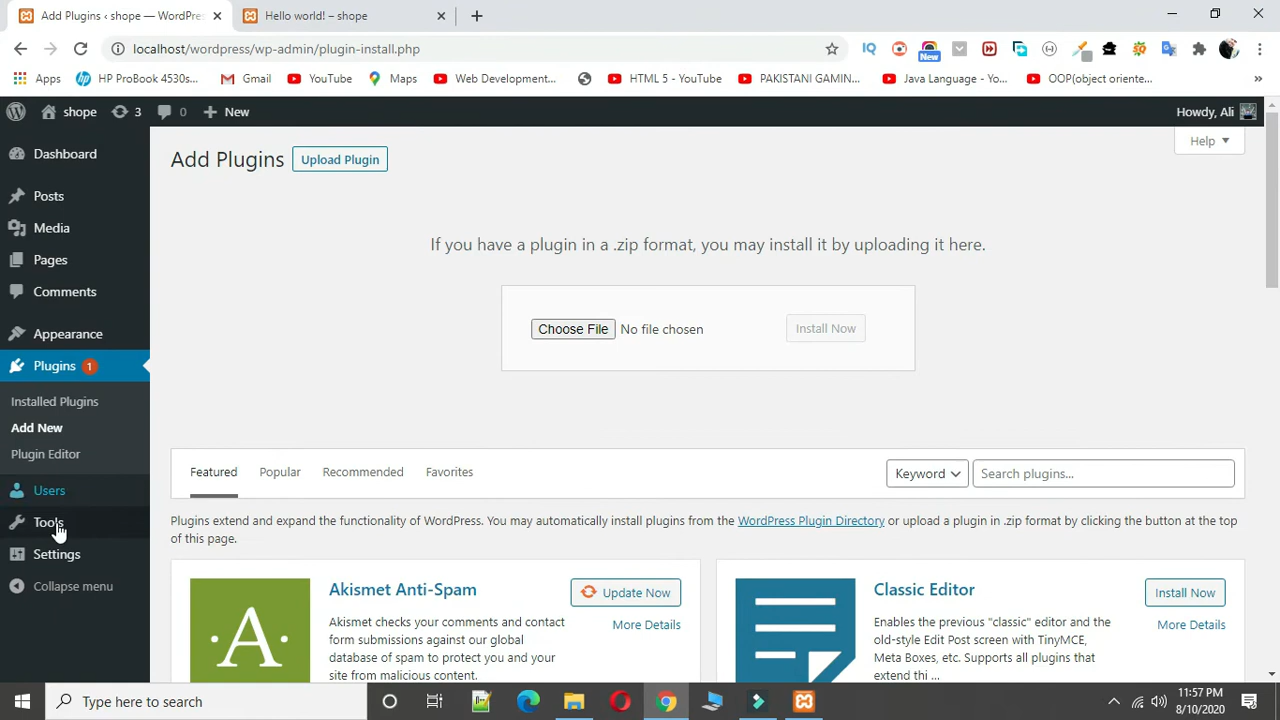 Add Plugins ‹ shope — WordPres
Hello world! – shope
localhost/wordpress/wp-admin/plugin-install.php
New
Apps
HP ProBook 4530s...
Gmail
YouTube
Maps
Web Development...
HTML 5 - YouTube
PAKISTANI GAMIN...
Java Language - Yo...
OOP(object oriente...
»
shope
3
0
New
Howdy, Ali
Dashboard
Posts
Media
Pages
Comments
Appearance
Plugins 1
Installed Plugins
Add New
Plugin Editor
Users
Tools
Settings
Collapse menu
Help
Add Plugins
Upload Plugin
If you have a plugin in a .zip format, you may install it by uploading it here.
Choose File No file chosen
Install Now
Featured
Popular
Recommended
Favorites
Keyword
Search plugins...
Plugins extend and expand the functionality of WordPress. You may automatically install plugins from the WordPress Plugin Directory or upload a plugin in .zip format by clicking the button at the top
of this page.
·A·
Akismet Anti-Spam
Update Now
More Details
Akismet checks your comments and contact
form submissions against our global
database of spam to protect you and your
site from malicious content.
Classic Editor
Install Now
More Details
Enables the previous "classic" editor and the
old-style Edit Post screen with TinyMCE,
Meta Boxes, etc. Supports all plugins that
extend thi ...
Type here to search
11:57 PM
8/10/2020